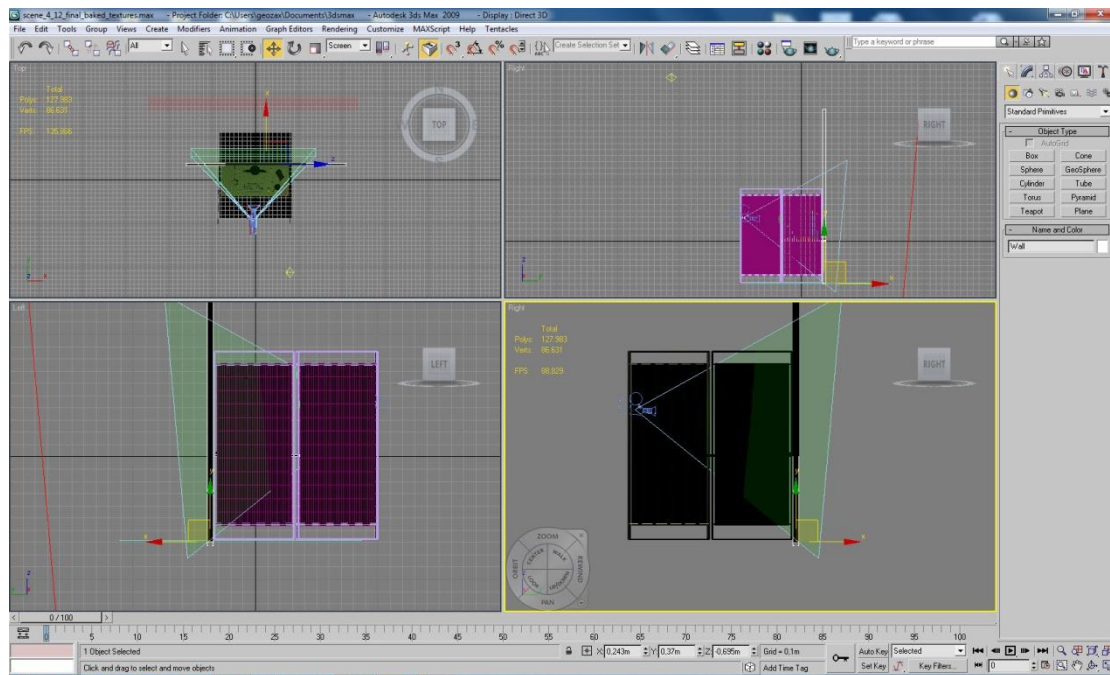 scene_4_12_final_baked_textures.max - Project Folder: C:\Users\geozax\Documents\3dsmax - Autodesk 3ds Max 2009 - Display : Direct 3D
File Edit Tools Group Views Create Modifiers Animation Graph Editors Rendering Customize MAXScript Help Tentacles
All Screen Create Selection Set Type a keyword or phrase
Top
Total
Polys: 127.983
Verts: 86.631
FPS: 135,868
TOP
Right
RIGHT
Standard Primitives
Object Type
AutoGrid
Box Cone
Sphere GeoSphere
Cylinder Tube
Torus Pyramid
Teapot Plane
Name and Color
Wall
Left
LEFT
Right
Total
Polys: 127.983
Verts: 86.631
FPS: 88,829
RIGHT
ZOOM
ORBIT CENTER WALK REWIND
LOOK UP/DOWN
PAN
0 / 100
0 5 10 15 20 25 30 35 40 45 50 55 60 65 70 75 80 85 90 95 100
1 Object Selected X: 0,243m Y: 0,37m Z: -0,695m Grid = 0,1m Auto Key Selected
Click and drag to select and move objects Add Time Tag Set Key Key Filters... 0